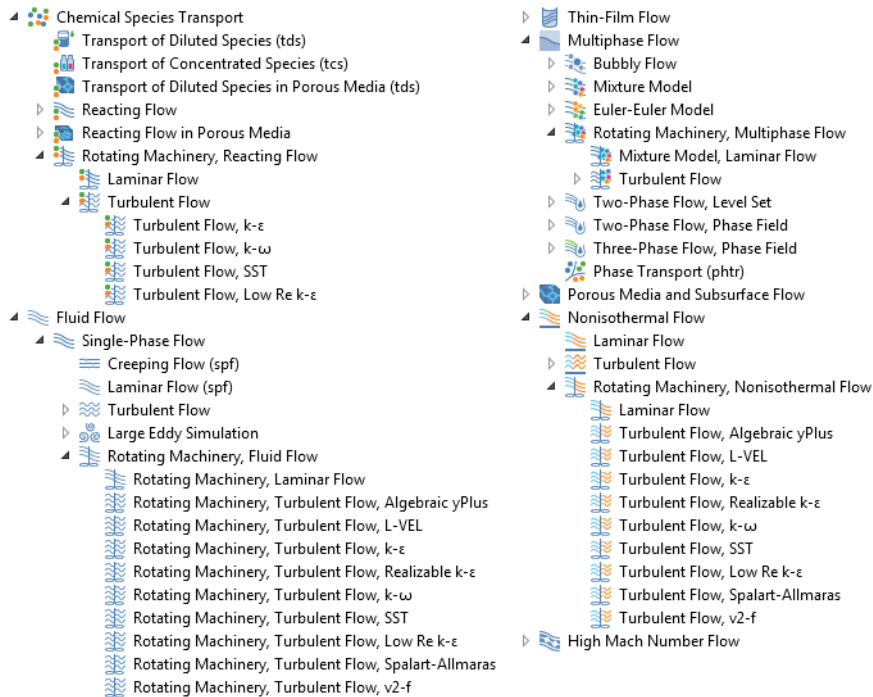 Chemical Species Transport
Transport of Diluted Species (tds)
Transport of Concentrated Species (tcs)
Transport of Diluted Species in Porous Media (tds)
Reacting Flow
Reacting Flow in Porous Media
Rotating Machinery, Reacting Flow
Laminar Flow
Turbulent Flow
Turbulent Flow, k-ε
Turbulent Flow, k-ω
Turbulent Flow, SST
Turbulent Flow, Low Re k-ε
Fluid Flow
Single-Phase Flow
Creeping Flow (spf)
Laminar Flow (spf)
Turbulent Flow
Large Eddy Simulation
Rotating Machinery, Fluid Flow
Rotating Machinery, Laminar Flow
Rotating Machinery, Turbulent Flow, Algebraic yPlus
Rotating Machinery, Turbulent Flow, L-VEL
Rotating Machinery, Turbulent Flow, k-ε
Rotating Machinery, Turbulent Flow, Realizable k-ε
Rotating Machinery, Turbulent Flow, k-ω
Rotating Machinery, Turbulent Flow, SST
Rotating Machinery, Turbulent Flow, Low Re k-ε
Rotating Machinery, Turbulent Flow, Spalart-Allmaras
Rotating Machinery, Turbulent Flow, v2-f
Thin-Film Flow
Multiphase Flow
Bubbly Flow
Mixture Model
Euler-Euler Model
Rotating Machinery, Multiphase Flow
Mixture Model, Laminar Flow
Turbulent Flow
Two-Phase Flow, Level Set
Two-Phase Flow, Phase Field
Three-Phase Flow, Phase Field
Phase Transport (phtr)
Porous Media and Subsurface Flow
Nonisothermal Flow
Laminar Flow
Turbulent Flow
Rotating Machinery, Nonisothermal Flow
Laminar Flow
Turbulent Flow, Algebraic yPlus
Turbulent Flow, L-VEL
Turbulent Flow, k-ε
Turbulent Flow, Realizable k-ε
Turbulent Flow, k-ω
Turbulent Flow, SST
Turbulent Flow, Low Re k-ε
Turbulent Flow, Spalart-Allmaras
Turbulent Flow, v2-f
High Mach Number Flow